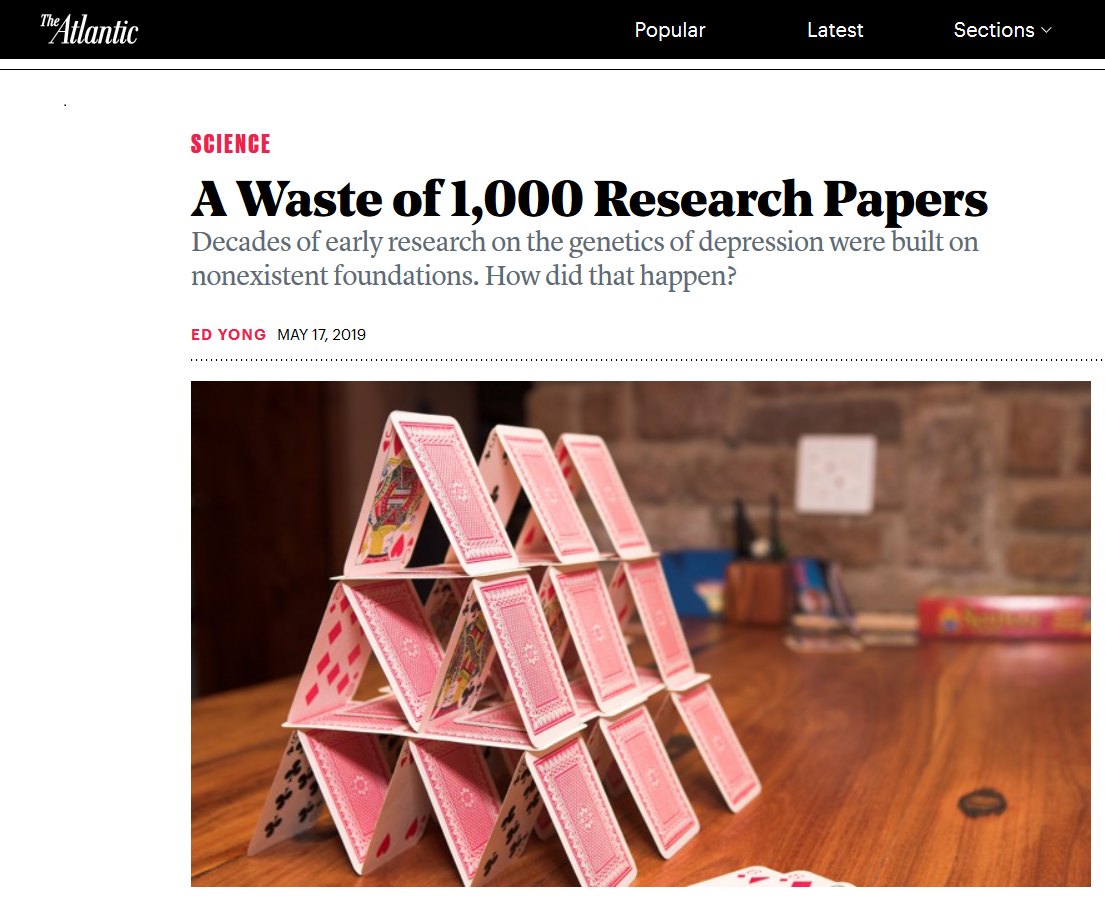 The Atlantic
Popular
Latest
Sections
SCIENCE
A Waste of 1,000 Research Papers
Decades of early research on the genetics of depression were built on
nonexistent foundations. How did that happen?
ED YONG MAY 17, 2019